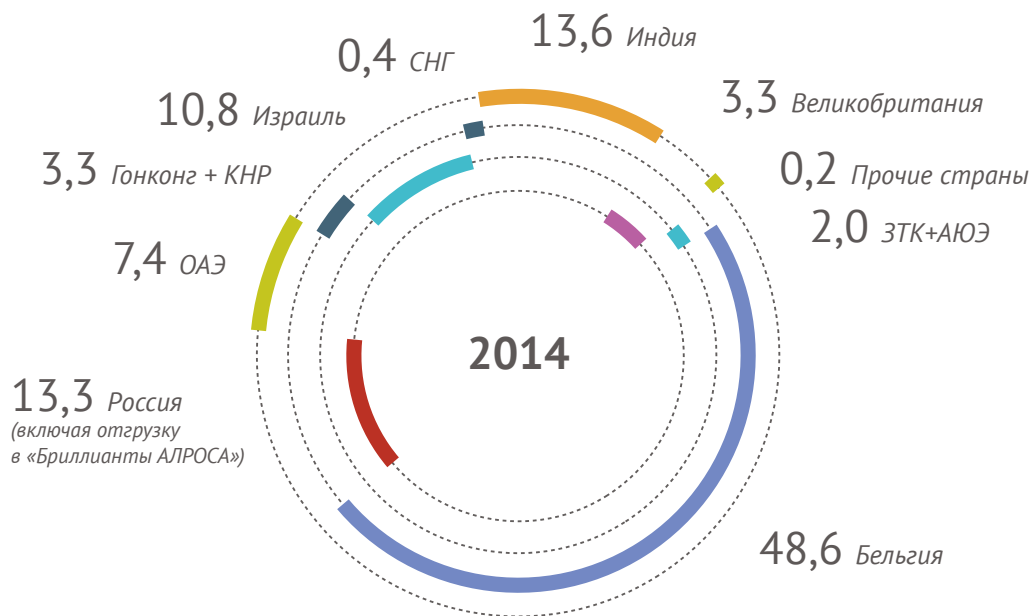 13,6 Индия
0,4 СНГ
3,3 Великобритания
10,8 Израиль
0,2 Прочие страны
3,3 Гонконг + КНР
2,0 ЗТК+АЮЭ
7,4 ОАЭ
2014
13,3 Россия
(включая отгрузку
в «Бриллианты АЛРОСА»)
48,6 Бельгия